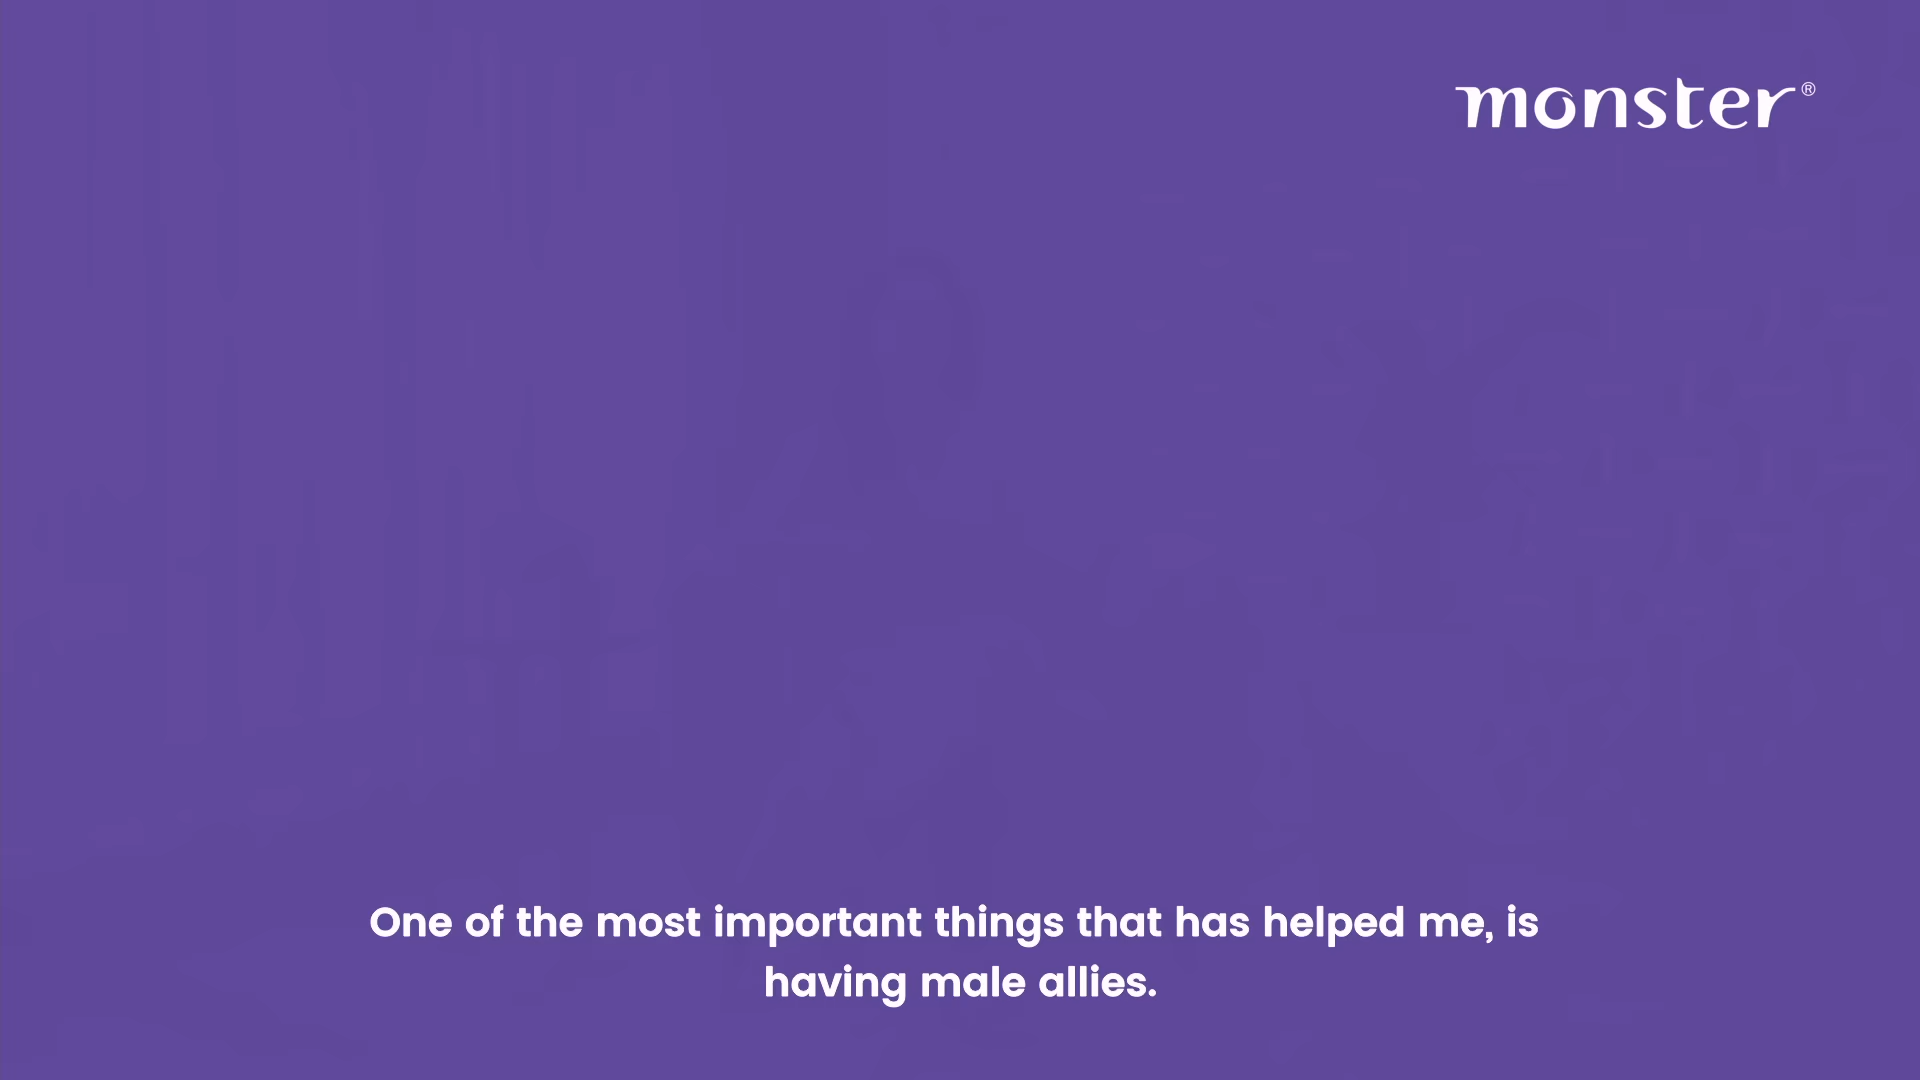 monster®
One of the most important things that has helped me, is
having male allies.